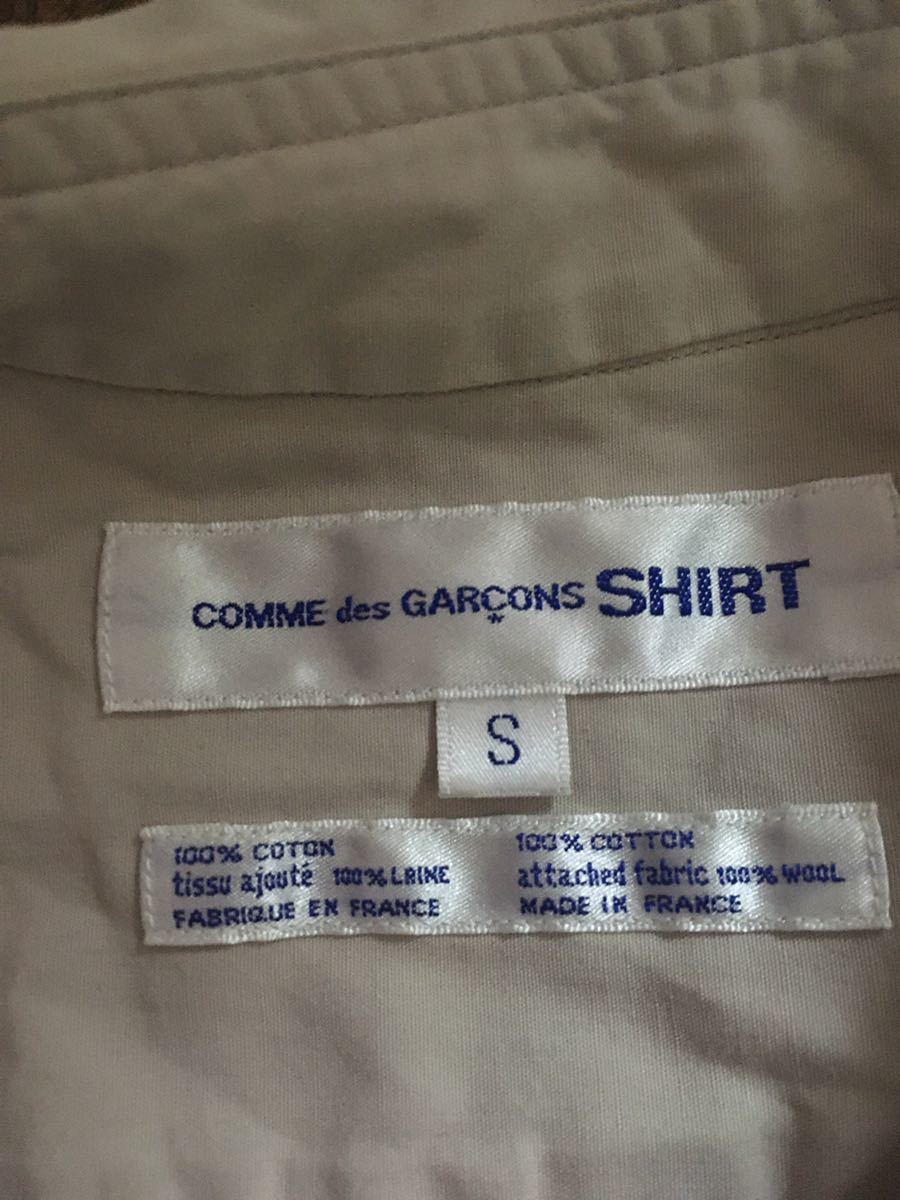 COMME des GARÇONS SHIRT
*
S
100% COTON
tissu ajouté 100% LAINE
FABRIQUE EN FRANCE
100% COTTON
attached fabric 100% WOOL
MADE IN FRANCE